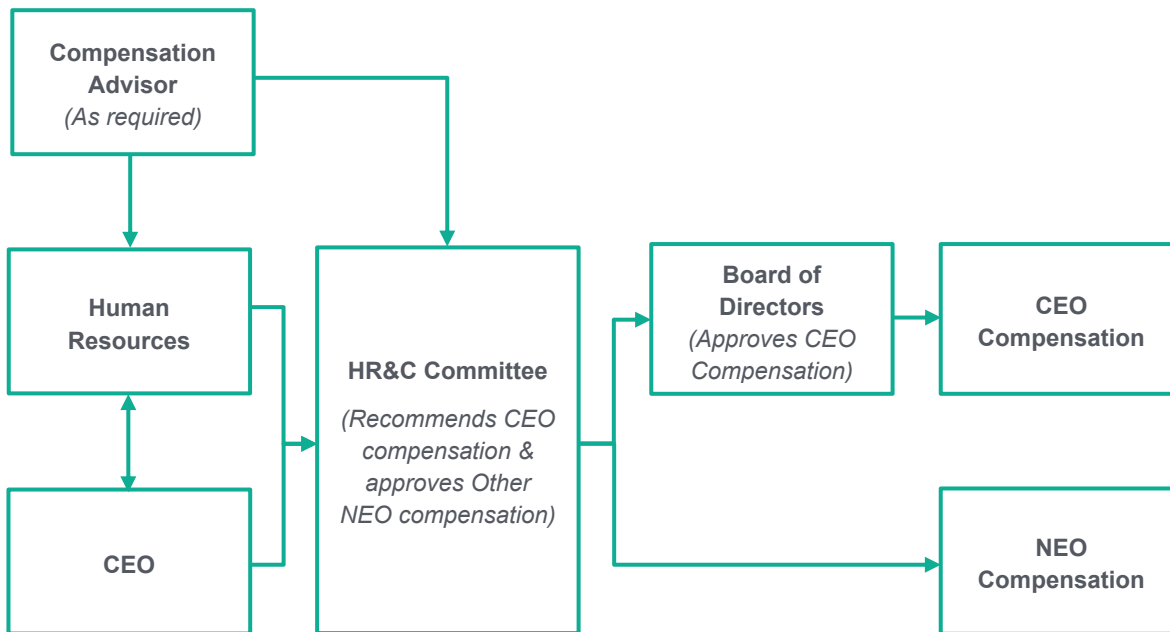 Compensation
Advisor
(As required)
Human
Resources
CEO
HR&C Committee
(Recommends CEO
compensation &
approves Other
NEO compensation)
Board of
Directors
(Approves CEO
Compensation)
CEO
Compensation
NEO
Compensation